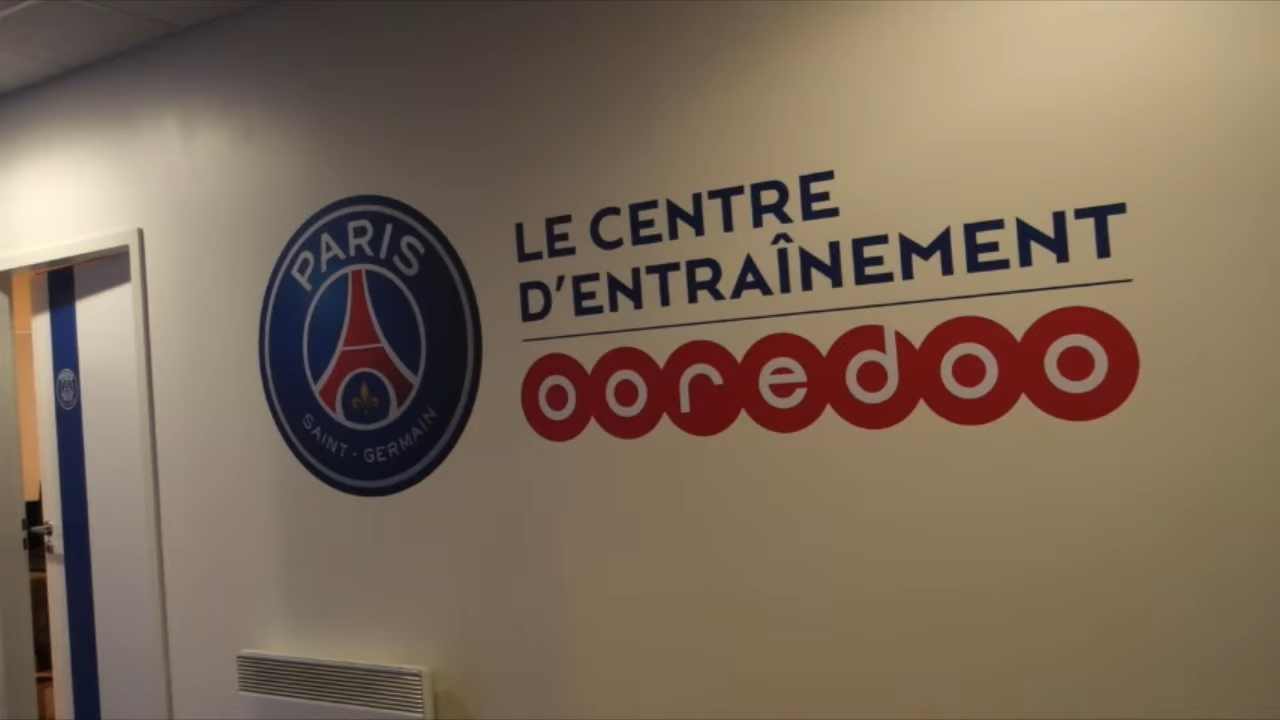 PARIS
SAINT-GERMAIN
LE CENTRE
D'ENTRAÎNEMENT
ooredoo